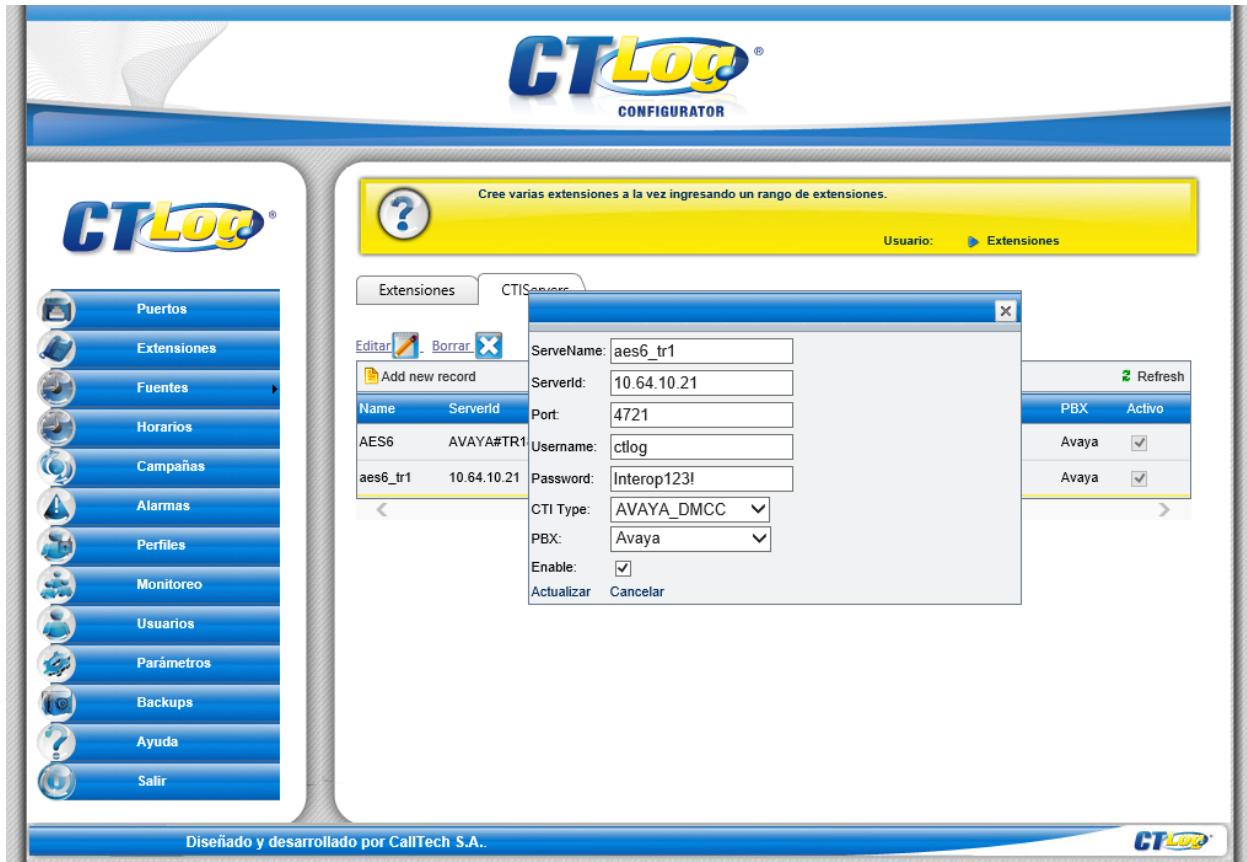 CTLog®
CONFIGURATOR
CTLog®
Puertos
Extensiones
Fuentes
Horarios
Campañas
Alarmas
Perfiles
Monitoreo
Usuarios
Parámetros
Backups
Ayuda
Salir
Cree varias extensiones a la vez ingresando un rango de extensiones.
Usuario: Extensiones
Extensiones CTIServers
Editar Borrar
Add new record Refresh
Name ServerId PBX Activo
AES6 AVAYA#TR1 Avaya
aes6_tr1 10.64.10.21 Avaya
ServeName: aes6_tr1
ServerId: 10.64.10.21
Port: 4721
Username: ctlog
Password: Interop123!
CTI Type: AVAYA_DMCC
PBX: Avaya
Enable:
Actualizar Cancelar
Diseñado y desarrollado por CallTech S.A..
CTLog®